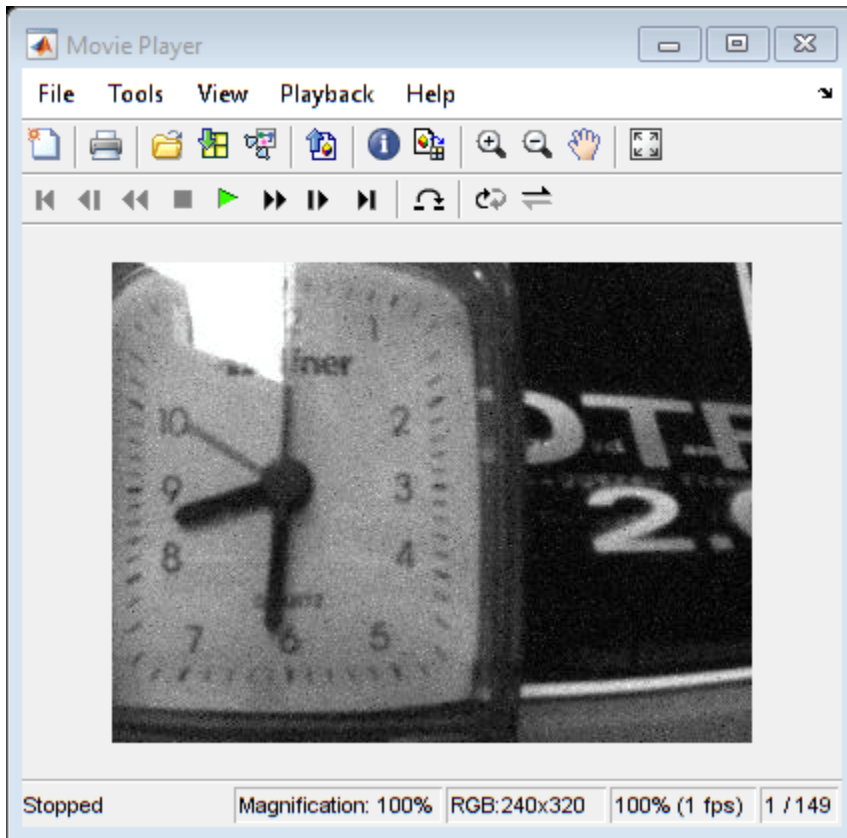 Movie Player
File Tools View Playback Help
1
iner
10
2
9
3
8
4
7
6
5
OTF
2.
Stopped
Magnification: 100%
RGB:240x320
100% (1 fps)
1 / 149